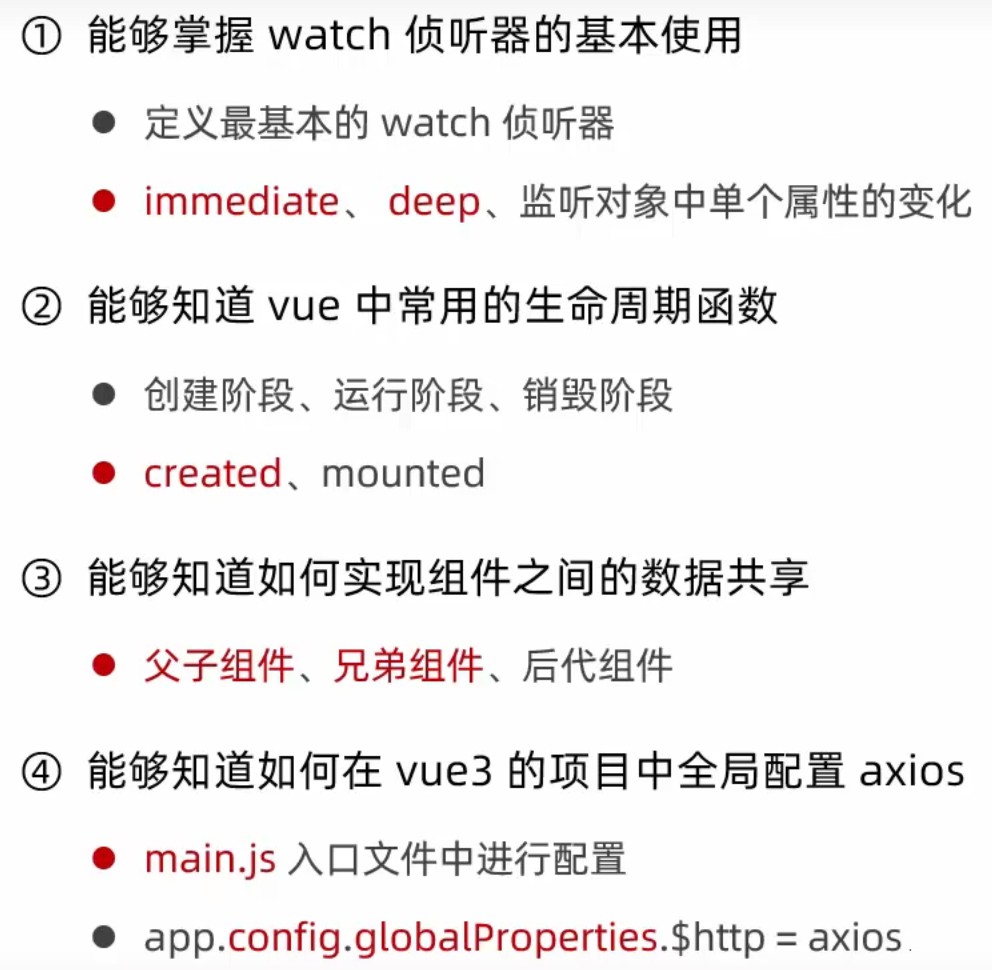 ① 能够掌握 watch 侦听器的基本使用
● 定义最基本的 watch 侦听器
● immediate、 deep、监听对象中单个属性的变化
② 能够知道 vue 中常用的生命周期函数
● 创建阶段、运行阶段、销毁阶段
● created、mounted
③ 能够知道如何实现组件之间的数据共享
● 父子组件、兄弟组件、后代组件
④ 能够知道如何在 vue3 的项目中全局配置 axios
● main.js 入口文件中进行配置
● app.config.globalProperties.$http = axios